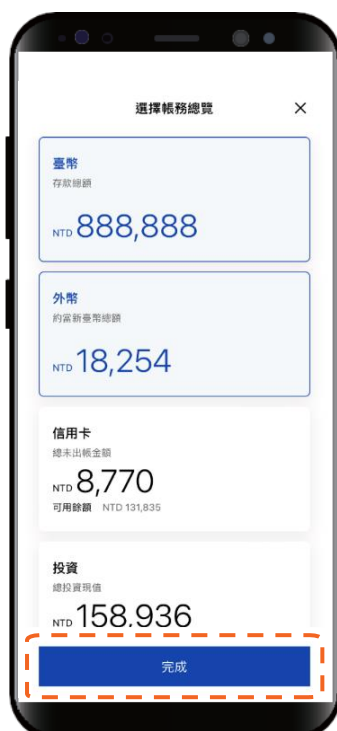 選擇帳務總覽 ×
臺幣
存款總額
NTD 888,888
外幣
約當新臺幣總額
NTD 18,254
信用卡
總未出帳金額
NTD 8,770
可用餘額 NTD 131,835
投資
總投資現值
NTD 158,936
完成